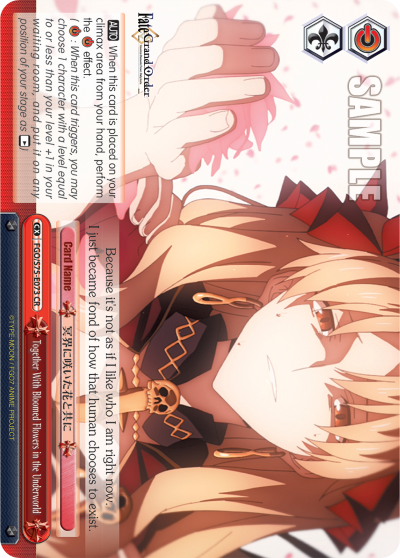 SAMPLE
Fate
Grand Order
AUTO When this card is placed on your
climax area from your hand, perform
the effect.
( : When this card triggers, you may
choose 1 character with a level equal
to or less than your level +1 in your
waiting room, and put it on any
position of your stage as )
Because it's not as if I like who I am right now.
I just became fond of how that human chooses to exist.
Card Name
冥界に咲いた花と共に
CX FGO/S75-E073 CR
Together With Bloomed Flowers in the Underworld
©TYPE-MOON / FGO7 ANIME PROJECT